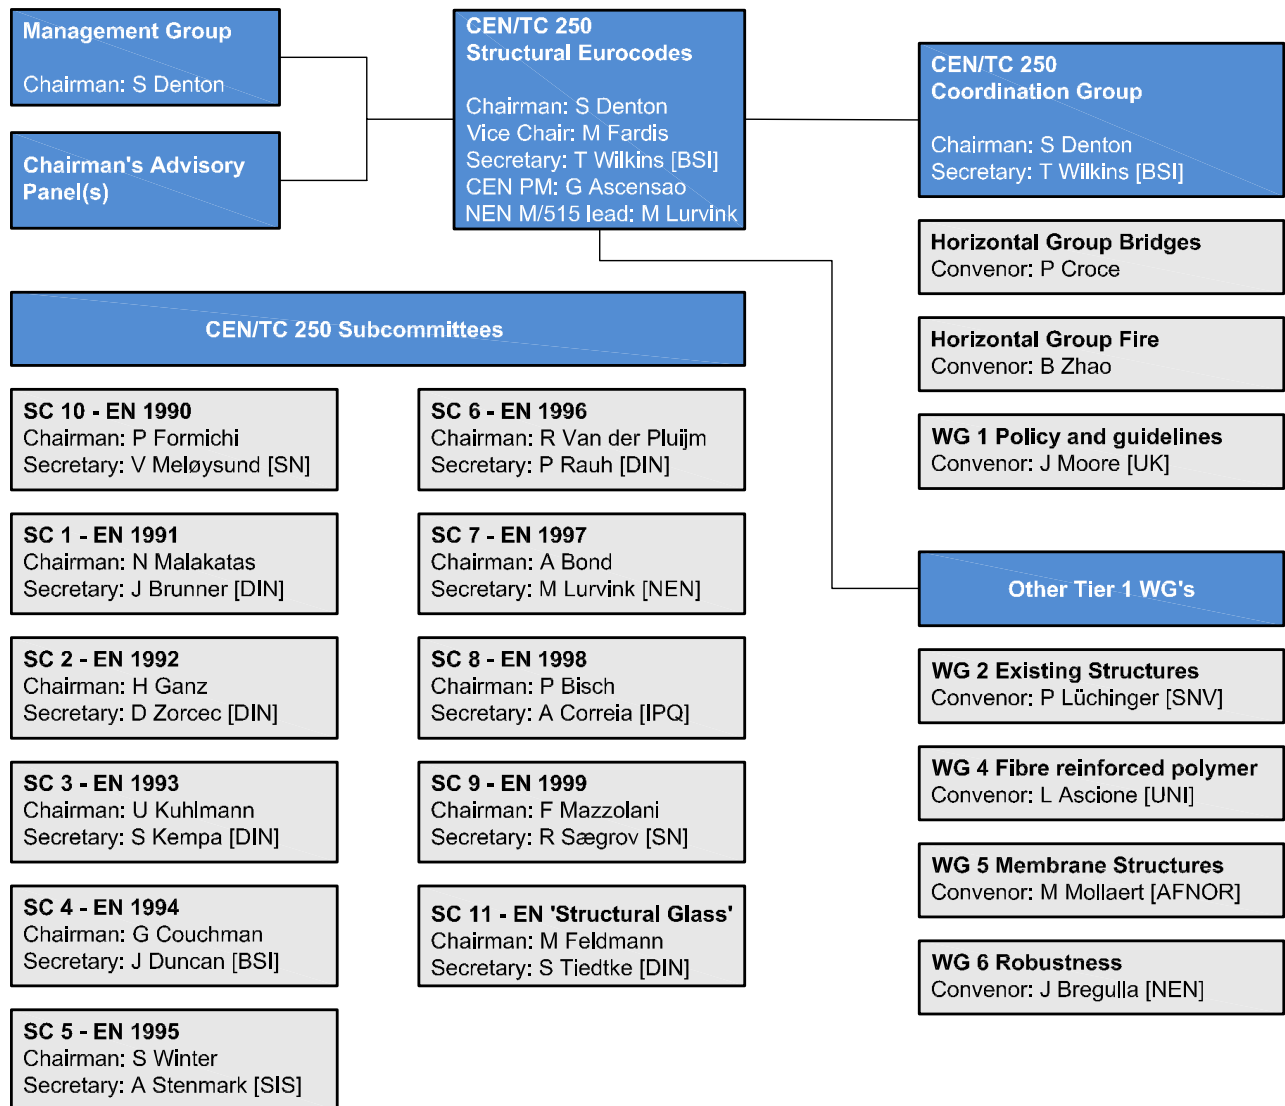 Management Group
Chairman: S Denton
Chairman's Advisory
Panel(s)
CEN/TC 250
Structural Eurocodes
Chairman: S Denton
Vice Chair: M Fardis
Secretary: T Wilkins [BSI]
CEN PM: G Ascensao
NEN M/515 lead: M Lurvink
CEN/TC 250
Coordination Group
Chairman: S Denton
Secretary: T Wilkins [BSI]
Horizontal Group Bridges
Convenor: P Croce
Horizontal Group Fire
Convenor: B Zhao
WG 1 Policy and guidelines
Convenor: J Moore [UK]
CEN/TC 250 Subcommittees
SC 10 - EN 1990
Chairman: P Formichi
Secretary: V Meløysund [SN]
SC 1 - EN 1991
Chairman: N Malakatas
Secretary: J Brunner [DIN]
SC 2 - EN 1992
Chairman: H Ganz
Secretary: D Zorcec [DIN]
SC 3 - EN 1993
Chairman: U Kuhlmann
Secretary: S Kempa [DIN]
SC 4 - EN 1994
Chairman: G Couchman
Secretary: J Duncan [BSI]
SC 5 - EN 1995
Chairman: S Winter
Secretary: A Stenmark [SIS]
SC 6 - EN 1996
Chairman: R Van der Pluijm
Secretary: P Rauh [DIN]
SC 7 - EN 1997
Chairman: A Bond
Secretary: M Lurvink [NEN]
SC 8 - EN 1998
Chairman: P Bisch
Secretary: A Correia [IPQ]
SC 9 - EN 1999
Chairman: F Mazzolani
Secretary: R Sægrov [SN]
SC 11 - EN 'Structural Glass'
Chairman: M Feldmann
Secretary: S Tiedtke [DIN]
Other Tier 1 WG's
WG 2 Existing Structures
Convenor: P Lüchinger [SNV]
WG 4 Fibre reinforced polymer
Convenor: L Ascione [UNI]
WG 5 Membrane Structures
Convenor: M Mollaert [AFNOR]
WG 6 Robustness
Convenor: J Bregulla [NEN]